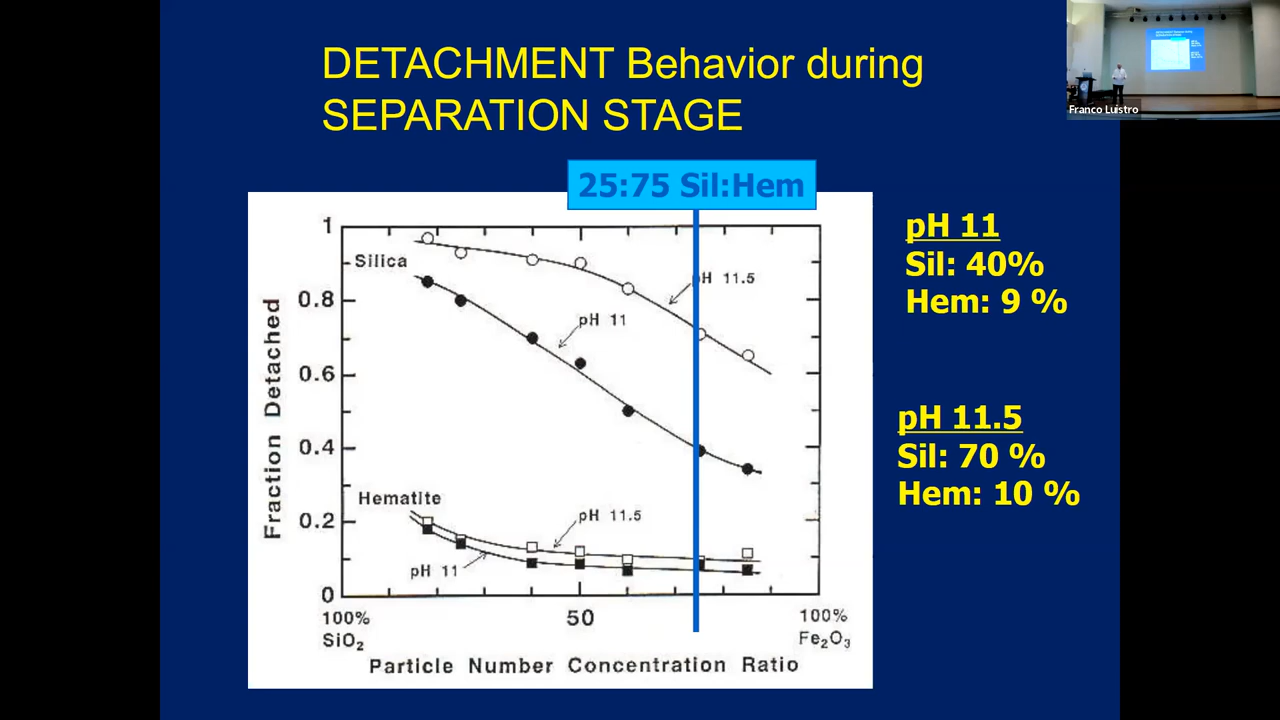 DETACHMENT Behavior during
SEPARATION STAGE
Franco Luistro
25:75 Sil:Hem
1
0.8
0.6
0.4
0.2
0
Fraction Detached
Silica
pH 11.5
pH 11
Hematite
pH 11.5
pH 11
100%
SiO₂
50
100%
Fe₂O₃
Particle Number Concentration Ratio
pH 11
Sil: 40%
Hem: 9 %
pH 11.5
Sil: 70 %
Hem: 10 %